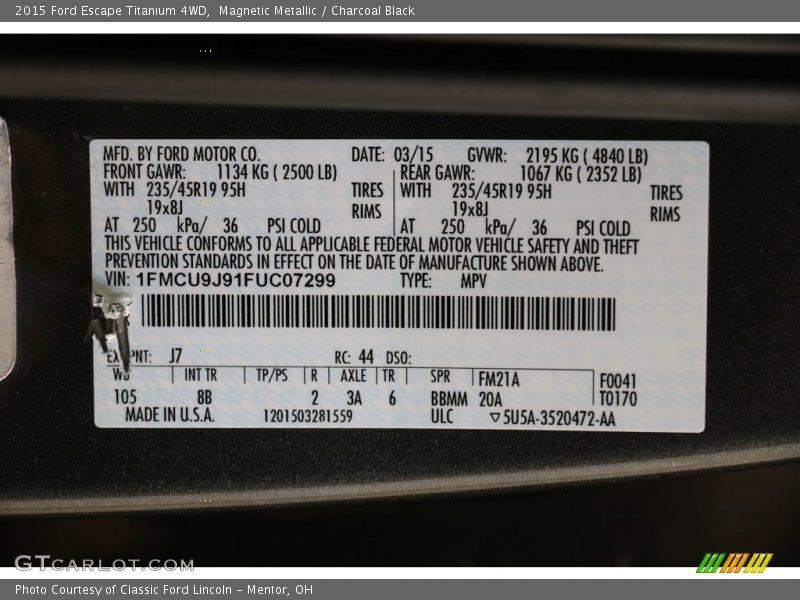 2015 Ford Escape Titanium 4WD,  Magnetic Metallic / Charcoal Black
MFD. BY FORD MOTOR CO. DATE: 03/15 GVWR: 2195 KG ( 4840 LB)
FRONT GAWR: 1134 KG ( 2500 LB) REAR GAWR: 1067 KG ( 2352 LB)
WITH 235/45R19 95H TIRES WITH 235/45R19 95H TIRES
19x8J RIMS 19x8J RIMS
AT 250 kPa/ 36 PSI COLD AT 250 kPa/ 36 PSI COLD
THIS VEHICLE CONFORMS TO ALL APPLICABLE FEDERAL MOTOR VEHICLE SAFETY AND THEFT
PREVENTION STANDARDS IN EFFECT ON THE DATE OF MANUFACTURE SHOWN ABOVE.
VIN: 1FMCU9J91FUC07299 TYPE: MPV
PNT: J7 RC: 44 DSO:
WB INT TR TP/PS R AXLE TR SPR FM21A F0041
105 8B 2 3A 6 BBMM 20A T0170
MADE IN U.S.A. 1201503281559 ULC ▽5U5A-3520472-AA
GTCARLOT.COM
Photo Courtesy of Classic Ford Lincoln – Mentor, OH